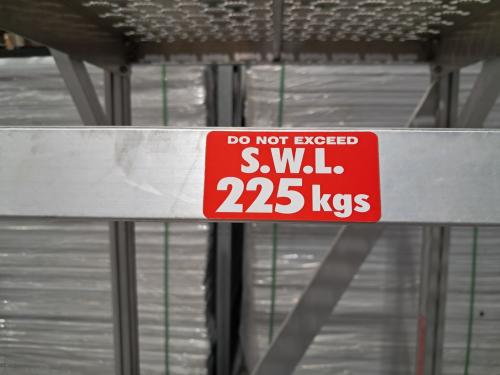 DO NOT EXCEED
S.W.L.
225 kgs